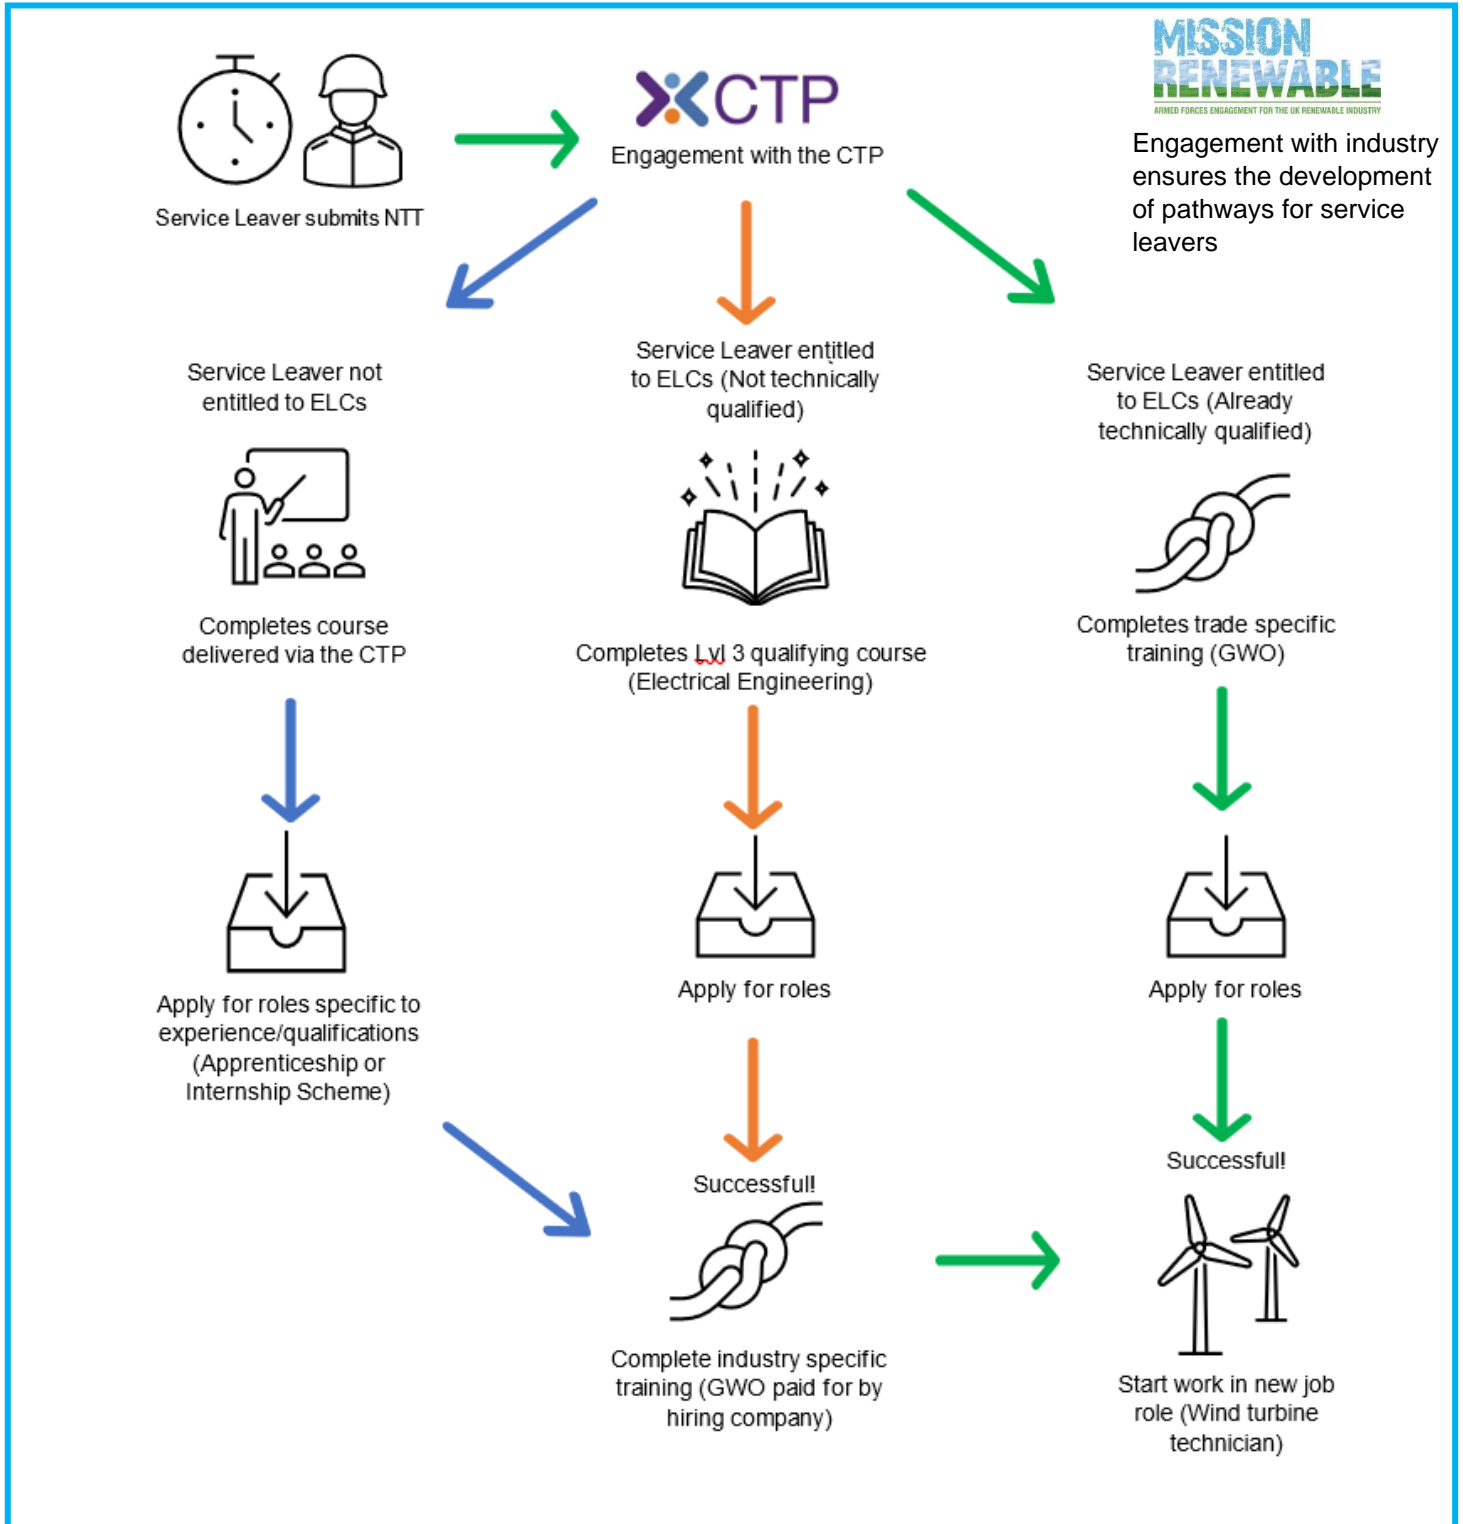 MISSION
RENEWABLE
ARMED FORCES ENGAGEMENT FOR THE UK RENEWABLE INDUSTRY
Engagement with industry
ensures the development
of pathways for service
leavers
Service Leaver submits NTT
CTP
Engagement with the CTP
Service Leaver not
entitled to ELCs
Service Leaver entitled
to ELCs (Not technically
qualified)
Service Leaver entitled
to ELCs (Already
technically qualified)
Completes course
delivered via the CTP
Completes Lvl 3 qualifying course
(Electrical Engineering)
Completes trade specific
training (GWO)
Apply for roles specific to
experience/qualifications
(Apprenticeship or
Internship Scheme)
Apply for roles
Apply for roles
Successful!
Complete industry specific
training (GWO paid for by
hiring company)
Successful!
Start work in new job
role (Wind turbine
technician)